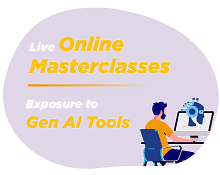 Live Online
Masterclasses
Exposure to
Gen AI Tools